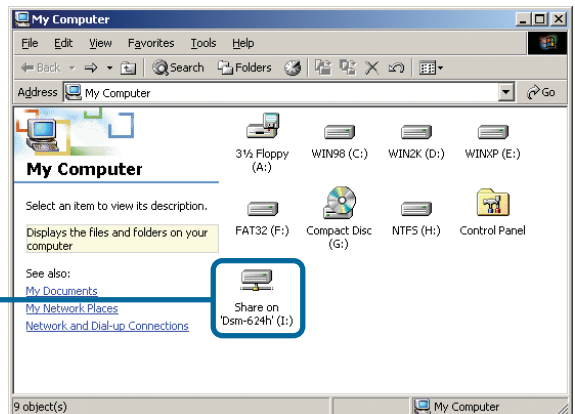 My Computer
File Edit View Favorites Tools Help
Back Search Folders
Address My Computer Go
My Computer
Select an item to view its description.
Displays the files and folders on your
computer
See also:
My Documents
My Network Places
Network and Dial-up Connections
3½ Floppy
(A:)
WIN98 (C:)
WIN2K (D:)
WINXP (E:)
FAT32 (F:)
Compact Disc
(G:)
NTFS (H:)
Control Panel
Share on
'Dsm-624h' (I:)
9 object(s)
My Computer